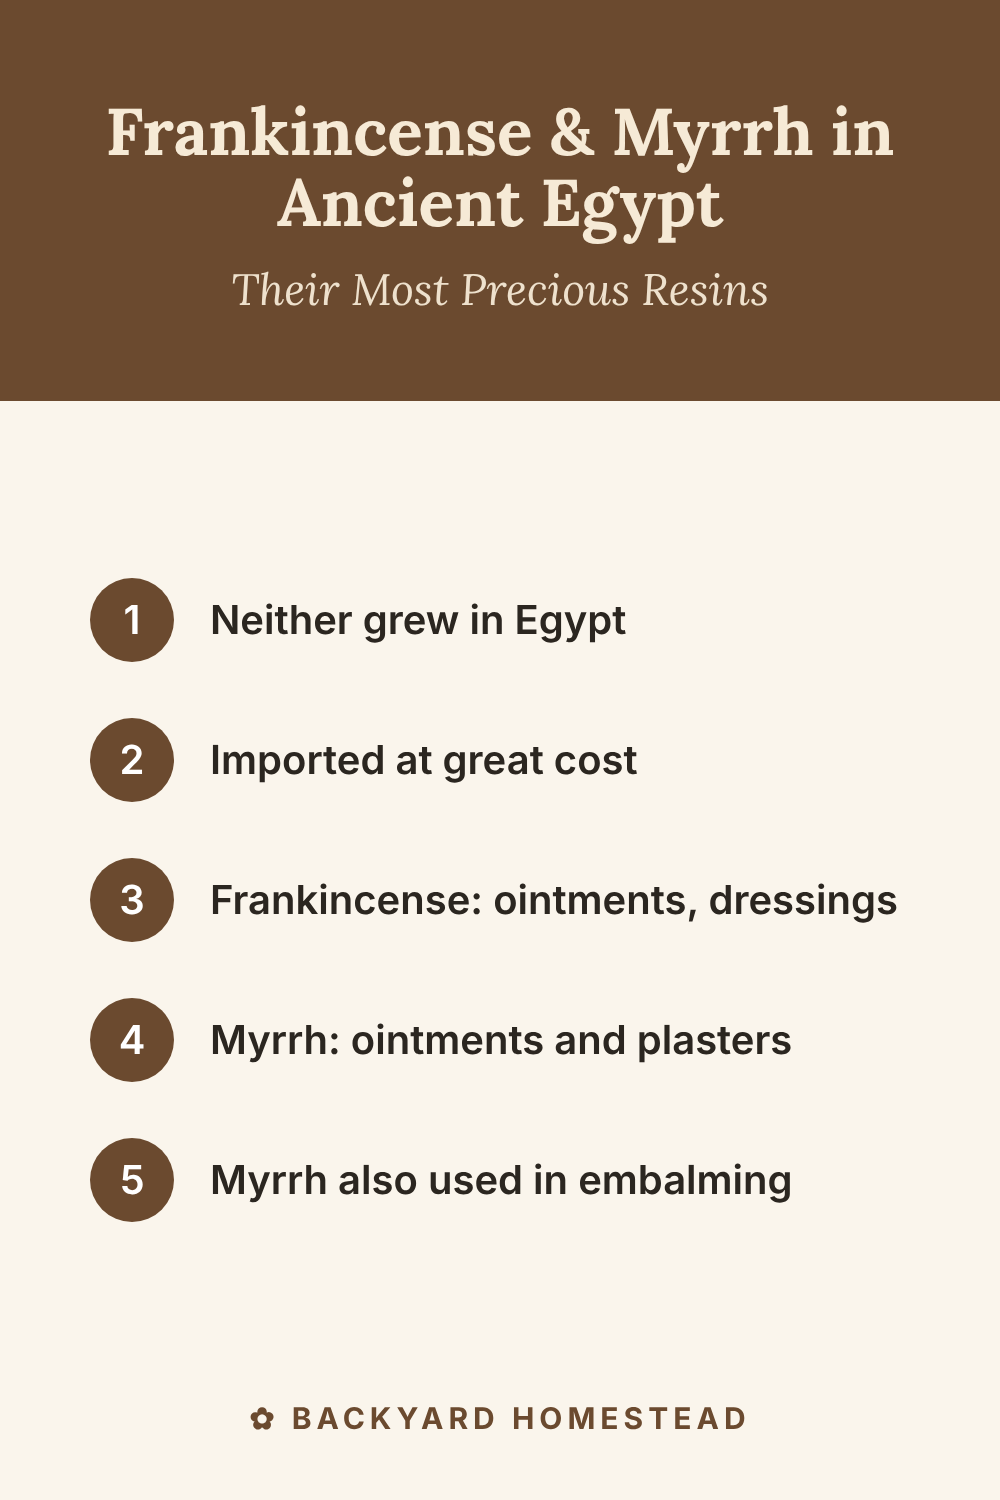 Frankincense & Myrrh in
Ancient Egypt
Their Most Precious Resins
1 Neither grew in Egypt
2 Imported at great cost
3 Frankincense: ointments, dressings
4 Myrrh: ointments and plasters
5 Myrrh also used in embalming
✿ BACKYARD HOMESTEAD